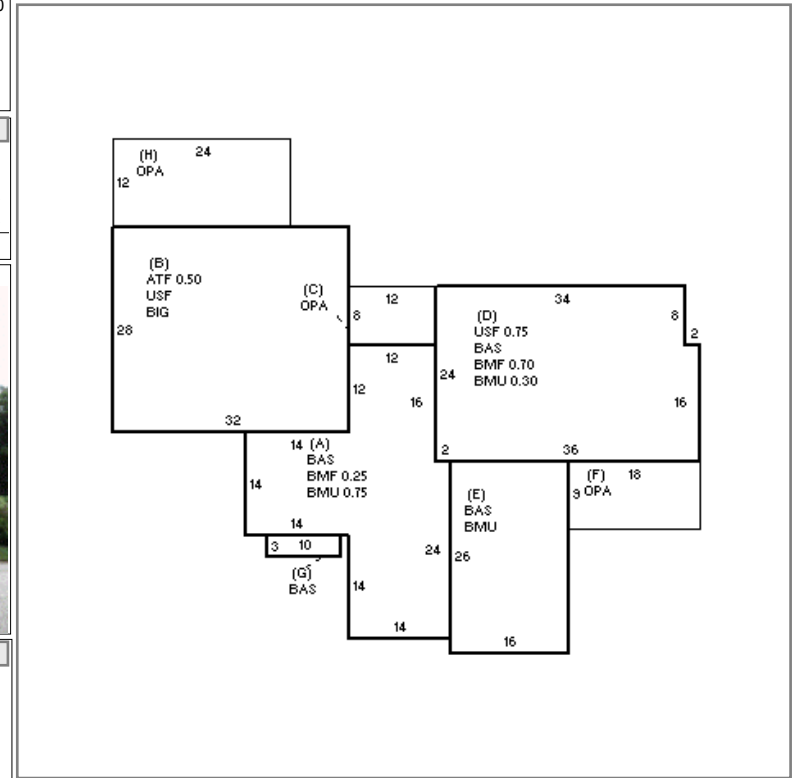 (H)
OPA
24
12
(B)
ATF 0.50
USF
BIG
28
32
(C)
OPA
12
8
34
8
2
(D)
USF 0.75
BAS
BMF 0.70
BMU 0.30
24
16
2
36
12
12
16
14 (A)
BAS
BMF 0.25
BMU 0.75
14
14
3 10
(G)
BAS
14
14
24
(E)
BAS
BMU
26
16
(F)
OPA
18
9